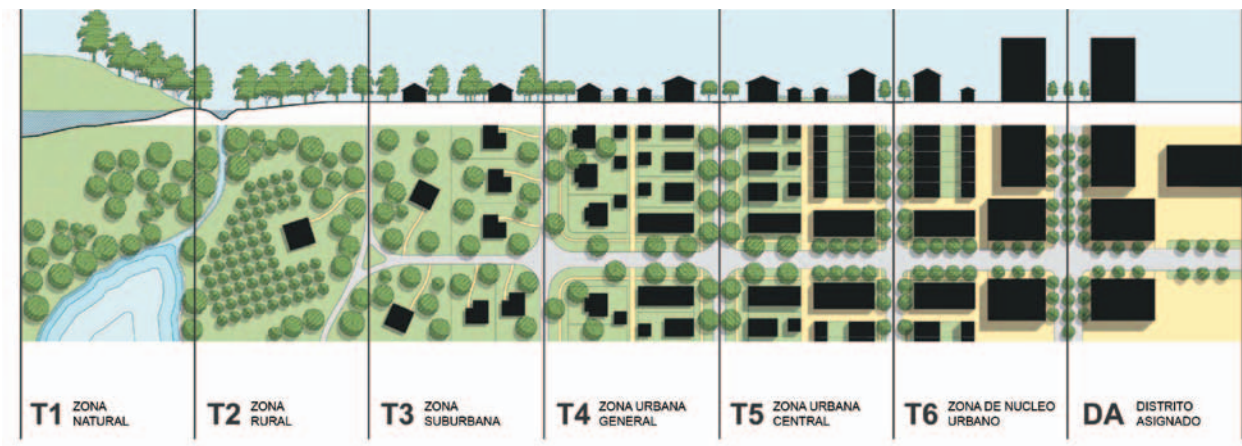 T1 ZONA
NATURAL
T2 ZONA
RURAL
T3 ZONA
SUBURBANA
T4 ZONA URBANA
GENERAL
T5 ZONA URBANA
CENTRAL
T6 ZONA DE NUCLEO
URBANO
DA DISTRITO
ASIGNADO